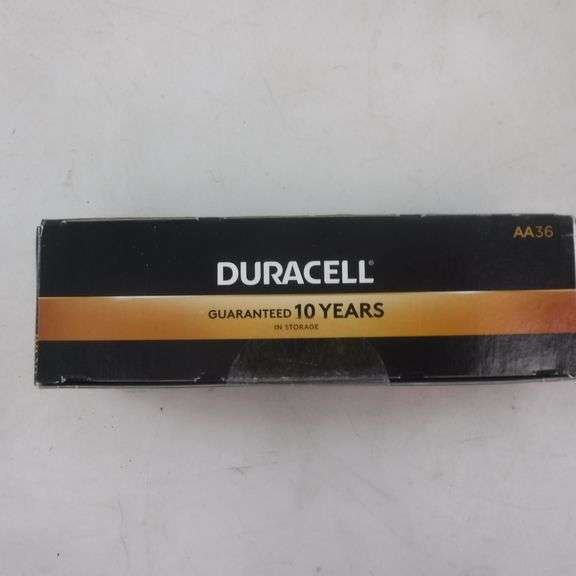 AA36
DURACELL®
GUARANTEED 10 YEARS
IN STORAGE